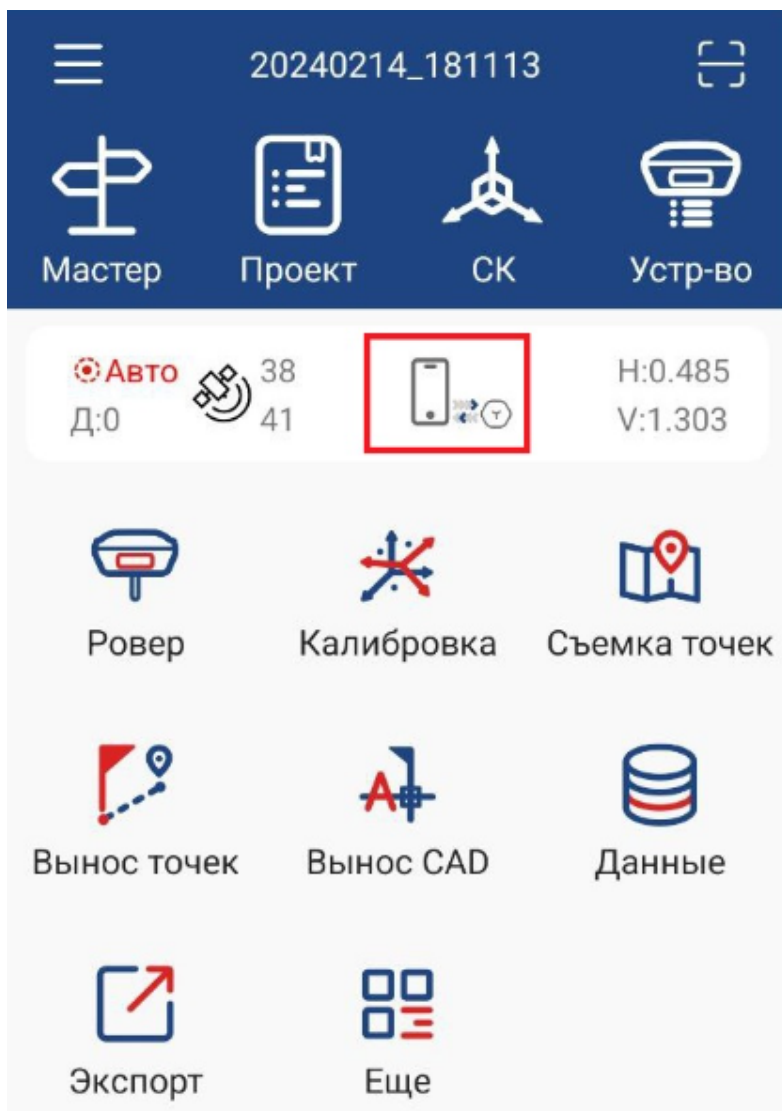 20240214_181113
Мастер Проект СК Устр-во
Авто 38 H:0.485
Д:0 41 V:1.303
Ровер Калибровка Съемка точек
Вынос точек Вынос CAD Данные
Экспорт Еще